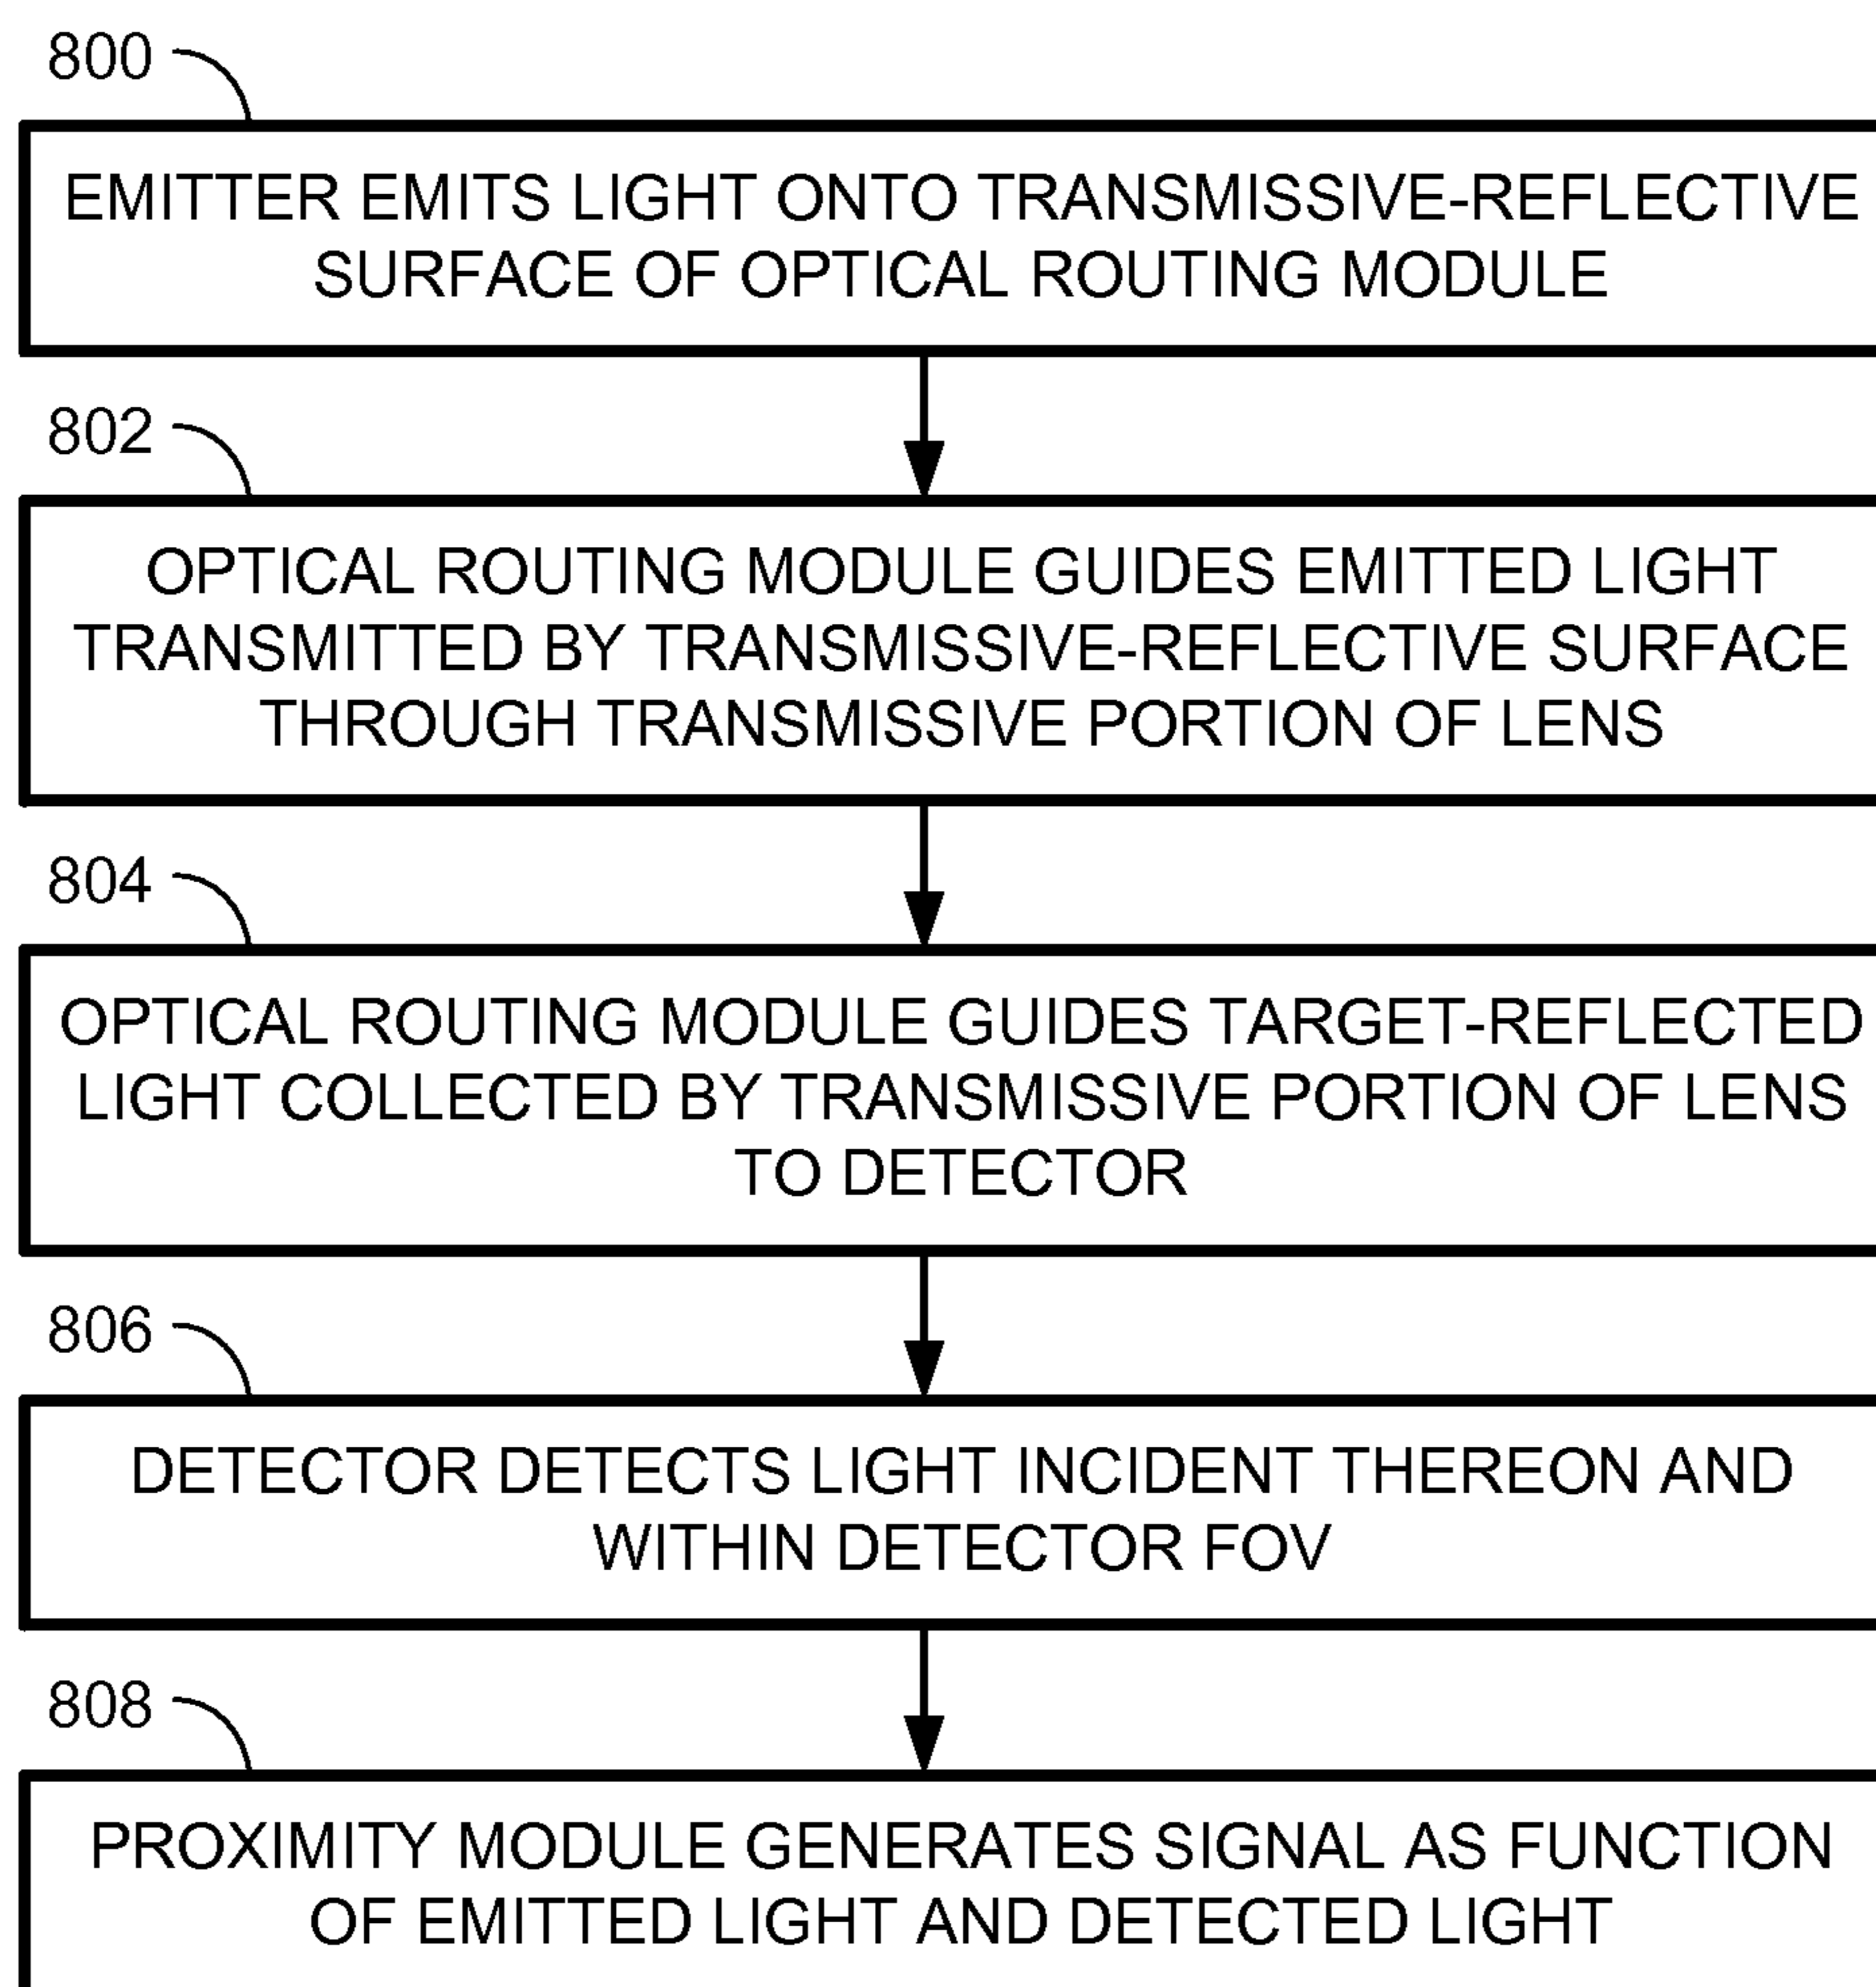 800
EMITTER EMITS LIGHT ONTO TRANSMISSIVE-REFLECTIVE
SURFACE OF OPTICAL ROUTING MODULE
802
OPTICAL ROUTING MODULE GUIDES EMITTED LIGHT
TRANSMITTED BY TRANSMISSIVE-REFLECTIVE SURFACE
THROUGH TRANSMISSIVE PORTION OF LENS
804
OPTICAL ROUTING MODULE GUIDES TARGET-REFLECTED
LIGHT COLLECTED BY TRANSMISSIVE PORTION OF LENS
TO DETECTOR
806
DETECTOR DETECTS LIGHT INCIDENT THEREON AND
WITHIN DETECTOR FOV
808
PROXIMITY MODULE GENERATES SIGNAL AS FUNCTION
OF EMITTED LIGHT AND DETECTED LIGHT